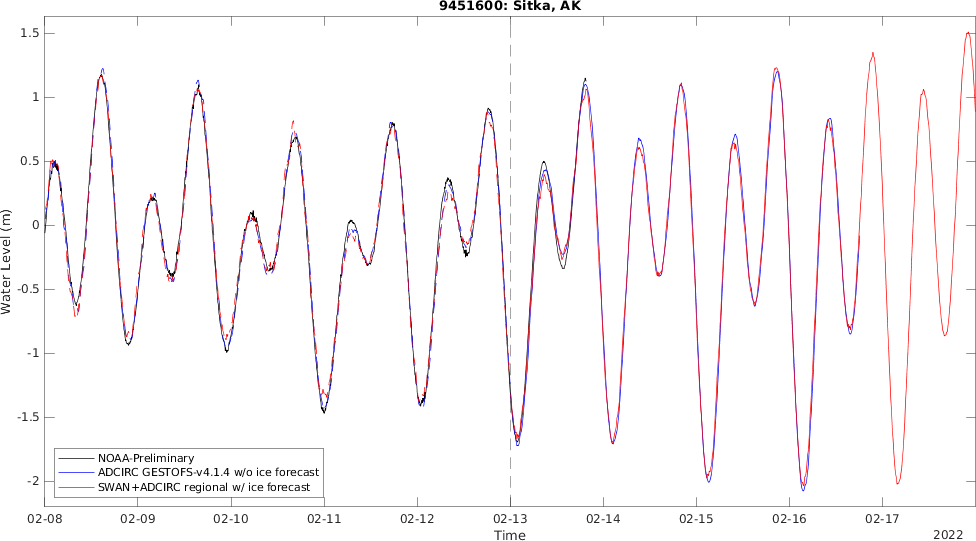 9451600: Sitka, AK
1.5
1
0.5
0
-0.5
-1
-1.5
-2
Water Level (m)
NOAA-Preliminary
ADCIRC GESTOFS-v4.1.4 w/o ice forecast
SWAN+ADCIRC regional w/ ice forecast
02-08 02-09 02-10 02-11 02-12 02-13 02-14 02-15 02-16 02-17
Time
2022